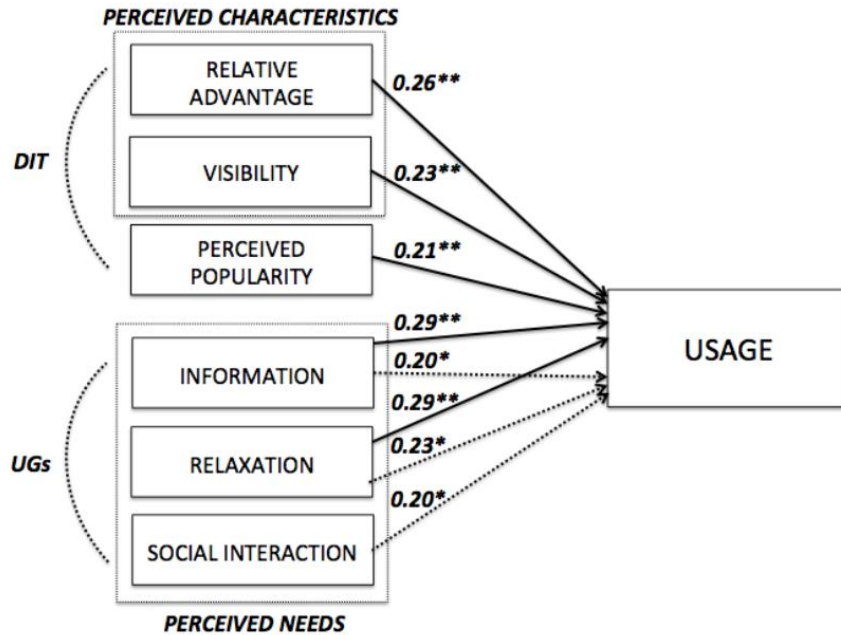 PERCEIVED CHARACTERISTICS
RELATIVE
ADVANTAGE
0.26**
DIT
VISIBILITY
0.23**
PERCEIVED
POPULARITY
0.21**
0.29**
INFORMATION
0.20*
USAGE
0.29**
UGs
RELAXATION
0.23*
0.20*
SOCIAL INTERACTION
PERCEIVED NEEDS